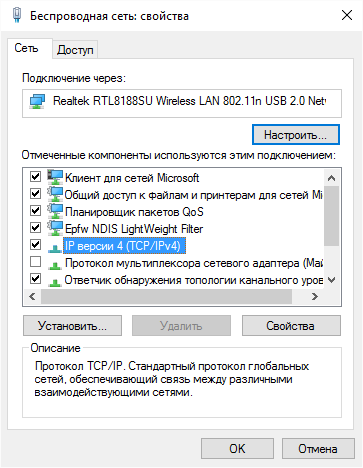 Беспроводная сеть: свойства
Сеть
Доступ
Подключение через:
Realtek RTL8188SU Wireless LAN 802.11n USB 2.0 Netv
Настроить...
Отмеченные компоненты используются этим подключением:
Клиент для сетей Microsoft
Общий доступ к файлам и принтерам для сетей Mi
Планировщик пакетов QoS
Epfw NDIS LightWeight Filter
IP версии 4 (TCP/IPv4)
Протокол мультиплексора сетевого адаптера (Май
Ответчик обнаружения топологии канального уров
Установить...
Удалить
Свойства
Описание
Протокол TCP/IP. Стандартный протокол глобальных
сетей, обеспечивающий связь между различными
взаимодействующими сетями.
OK
Отмена